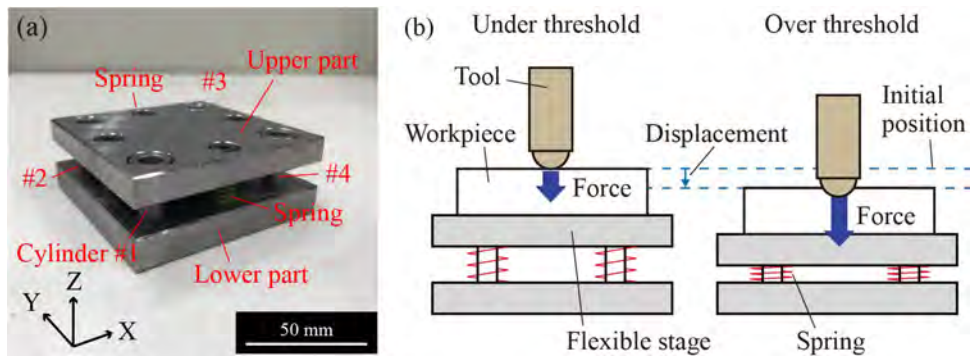 (a)
#3
Spring
Upper part
#2
#4
Spring
Cylinder #1
Lower part
Z
Y
X
50 mm
(b)
Under threshold
Over threshold
Tool
Initial
position
Workpiece
Displacement
Force
Force
Flexible stage
Spring